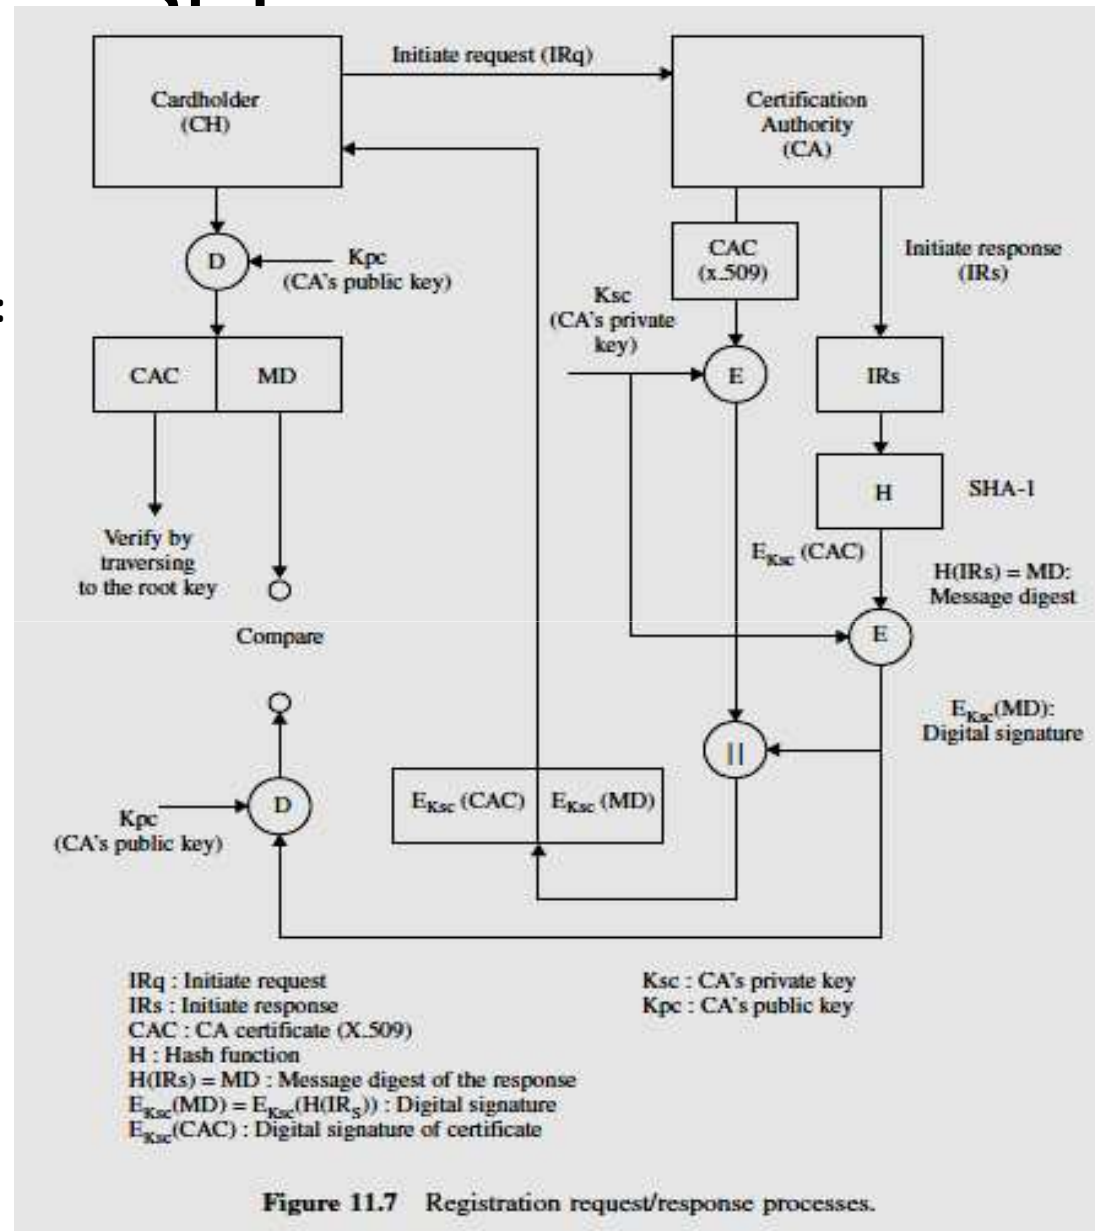 Initiate request (IRq)
Cardholder
(CH)
Certification
Authority
(CA)
D
Kpc
(CA's public key)
CAC
(x.509)
Initiate response
(IRs)
Ksc
(CA's private
key)
E
IRs
CAC
MD
H
SHA-1
Verify by
traversing
to the root key
E_Ksc (CAC)
H(IRs) = MD:
Message digest
Compare
E
E_Ksc(MD):
Digital signature
||
E_Ksc (CAC)
E_Ksc (MD)
D
Kpc
(CA's public key)
IRq : Initiate request
IRs : Initiate response
CAC : CA certificate (X.509)
H : Hash function
H(IRs) = MD : Message digest of the response
E_Ksc(MD) = E_Ksc(H(IR_S)) : Digital signature
E_Ksc(CAC) : Digital signature of certificate
Ksc : CA's private key
Kpc : CA's public key
Figure 11.7 Registration request/response processes.